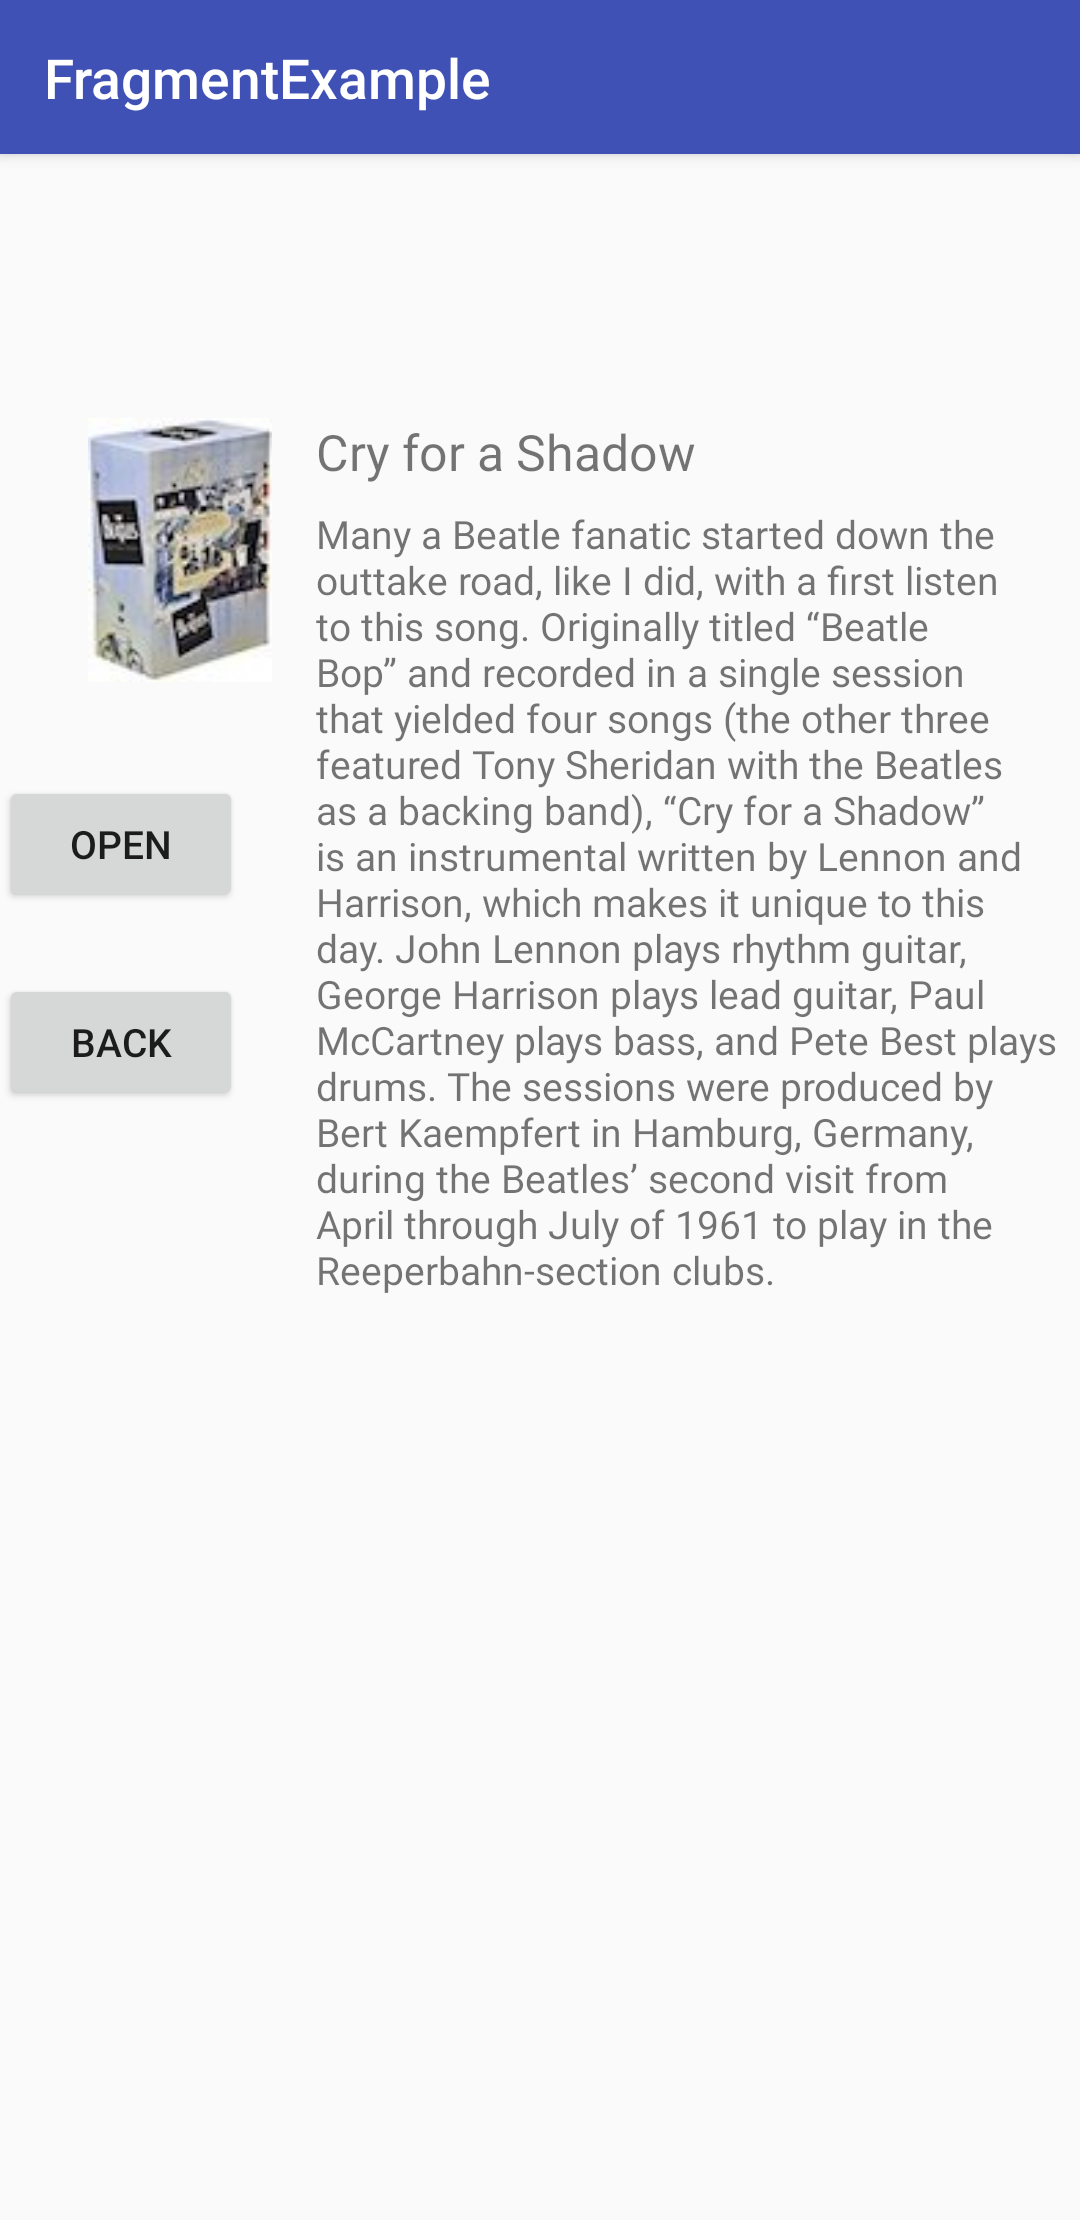 FragmentExample
Cry for a Shadow
Many a Beatle fanatic started down the
outtake road, like I did, with a first listen
to this song. Originally titled “Beatle
Bop” and recorded in a single session
that yielded four songs (the other three
featured Tony Sheridan with the Beatles
as a backing band), “Cry for a Shadow”
is an instrumental written by Lennon and
Harrison, which makes it unique to this
day. John Lennon plays rhythm guitar,
George Harrison plays lead guitar, Paul
McCartney plays bass, and Pete Best plays
drums. The sessions were produced by
Bert Kaempfert in Hamburg, Germany,
during the Beatles’ second visit from
April through July of 1961 to play in the
Reeperbahn-section clubs.
OPEN
BACK